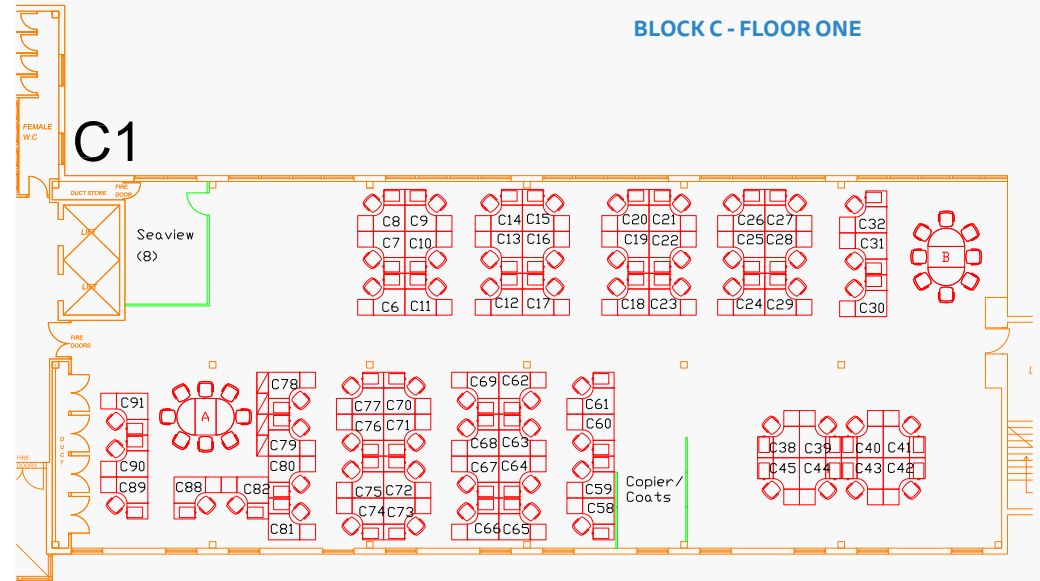 BLOCK C - FLOOR ONE
FEMALE
W.C
C1
DUCT STORE
FIRE
DOOR
LIFT
LIFT
Seaview
(8)
C8 C9
C14 C15
C20 C21
C26 C27
C32
C7 C10
C13 C16
C19 C22
C25 C28
C31
B
C6 C11
C12 C17
C18 C23
C24 C29
C30
FIRE
DOORS
L
C78
C69 C62
C91
A
C77 C70
C61
C76 C71
C60
DUCT
C79
C68 C63
C38 C39 C40 C41
FIRE
DOORS
C90
C80
C67 C64
C45 C44 C43 C42
C89
C88
C82
C75 C72
C59
Copier/
Coats
C74 C73
C58
C81
C66 C65